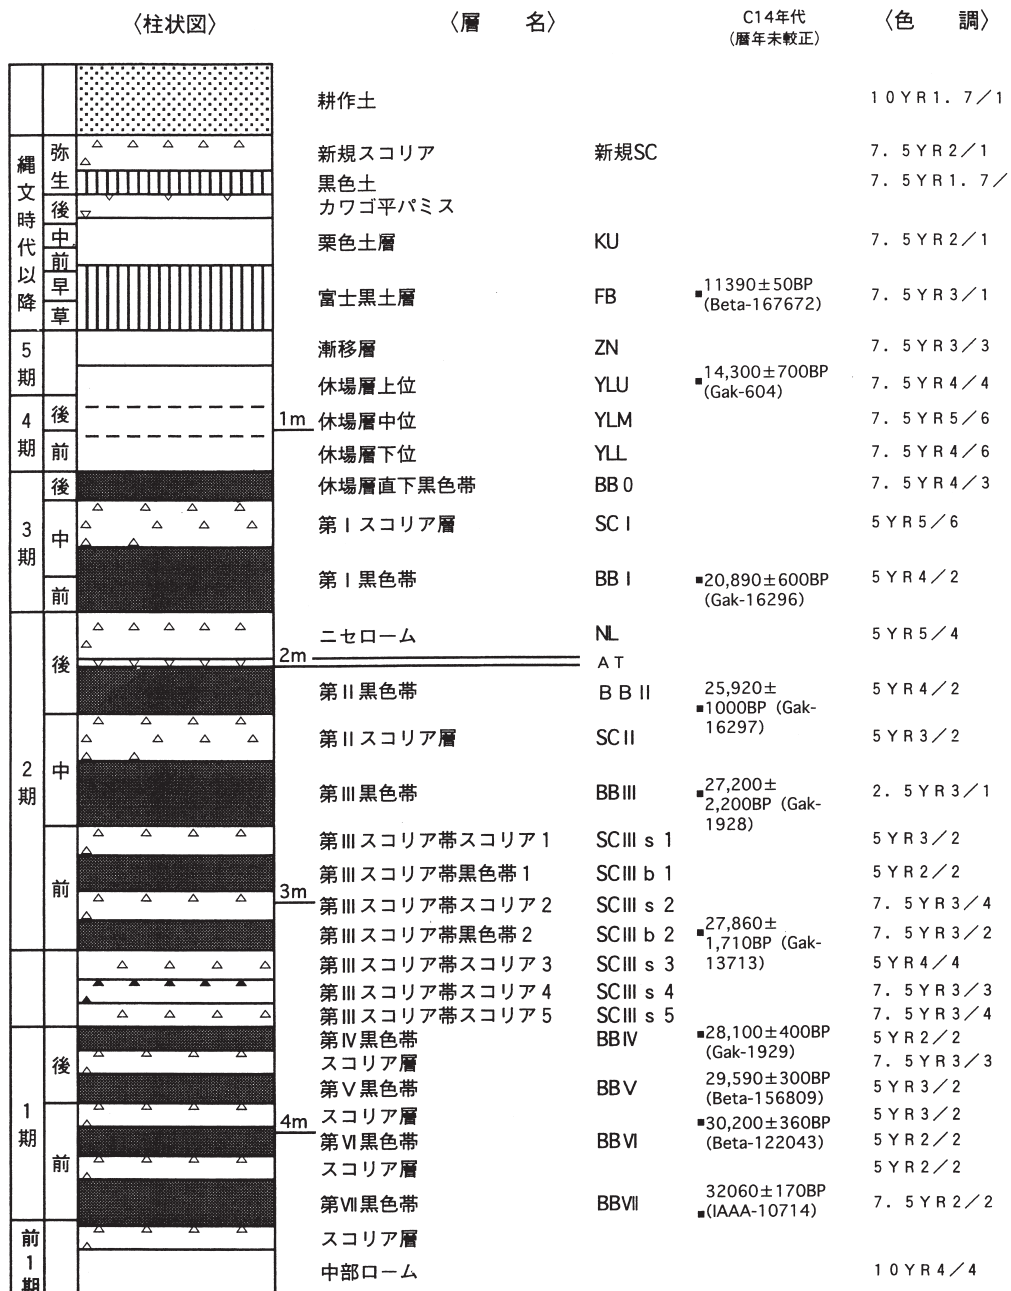 〈柱状図〉 〈層 名〉 C14年代 (暦年未較正) 〈色 調〉
耕作土 10YR1.7/1
縄文時代以降
弥生
新規スコリア 新規SC 7.5YR2/1
黒色土 7.5YR1.7/
後
カワゴ平パミス
中
栗色土層 KU 7.5YR2/1
前
早
富士黒土層 FB ■11390±50BP (Beta-167672) 7.5YR3/1
草
5期
漸移層 ZN 7.5YR3/3
休場層上位 YLU ■14,300±700BP (Gak-604) 7.5YR4/4
4期
後
1m 休場層中位 YLM 7.5YR5/6
前
休場層下位 YLL 7.5YR4/6
3期
後
休場層直下黒色帯 BB0 7.5YR4/3
中
第Ⅰスコリア層 SCⅠ 5YR5/6
前
第Ⅰ黒色帯 BBⅠ ■20,890±600BP (Gak-16296) 5YR4/2
2期
後
ニセローム NL 5YR5/4
2m AT
第Ⅱ黒色帯 BBⅡ 25,920± ■1000BP (Gak-16297) 5YR4/2
中
第Ⅱスコリア層 SCⅡ 5YR3/2
第Ⅲ黒色帯 BBⅢ ■27,200± 2,200BP (Gak-1928) 2.5YR3/1
前
第Ⅲスコリア帯スコリア1 SCⅢs1 5YR3/2
第Ⅲスコリア帯黒色帯1 SCⅢb1 5YR2/2
3m 第Ⅲスコリア帯スコリア2 SCⅢs2 7.5YR3/4
第Ⅲスコリア帯黒色帯2 SCⅢb2 ■27,860± 1,710BP (Gak-13713) 7.5YR3/2
第Ⅲスコリア帯スコリア3 SCⅢs3 5YR4/4
第Ⅲスコリア帯スコリア4 SCⅢs4 7.5YR3/3
第Ⅲスコリア帯スコリア5 SCⅢs5 7.5YR3/4
1期
後
第Ⅳ黒色帯 BBⅣ ■28,100±400BP (Gak-1929) 5YR2/2
スコリア層 7.5YR3/3
第Ⅴ黒色帯 BBⅤ 29,590±300BP (Beta-156809) 5YR3/2
前
スコリア層 5YR3/2
4m 第Ⅵ黒色帯 BBⅥ ■30,200±360BP (Beta-122043) 5YR2/2
スコリア層 5YR2/2
第Ⅶ黒色帯 BBⅦ 32060±170BP ■(IAAA-10714) 7.5YR2/2
前1期
スコリア層
中部ローム 10YR4/4